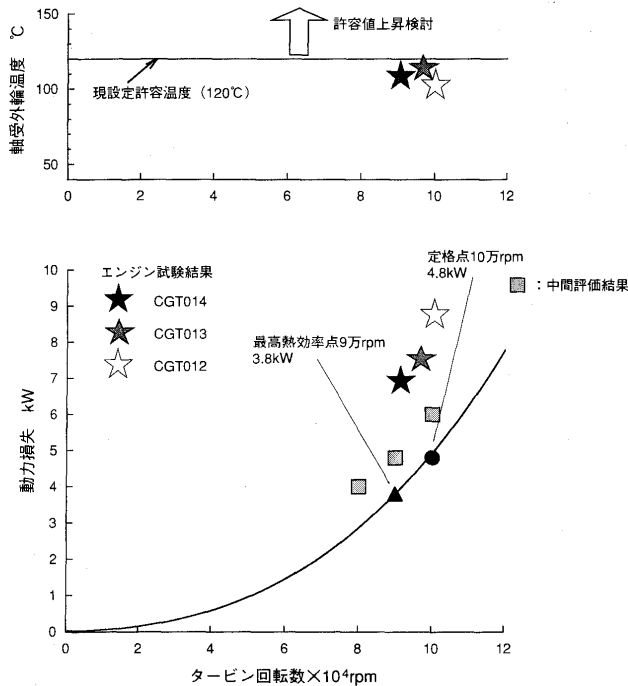 許容値上昇検討
軸受外輪温度 ℃
150
100
50
現設定許容温度（120℃）
0 2 4 6 8 10 12
定格点10万rpm
4.8kW
エンジン試験結果
CGT014
CGT013
CGT012
：中間評価結果
最高熱効率点9万rpm
3.8kW
動力損失 kW
10
9
8
7
6
5
4
3
2
1
0
0 2 4 6 8 10 12
タービン回転数×10⁴rpm